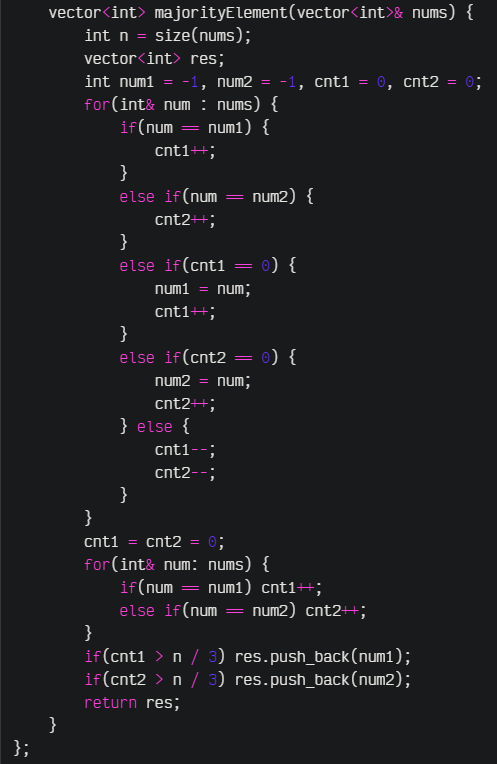 vector<int> majorityElement(vector<int>& nums) {
        int n = size(nums);
        vector<int> res;
        int num1 = -1, num2 = -1, cnt1 = 0, cnt2 = 0;
        for(int& num : nums) {
            if(num == num1) {
                cnt1++;
            }
            else if(num == num2) {
                cnt2++;
            }
            else if(cnt1 == 0) {
                num1 = num;
                cnt1++;
            }
            else if(cnt2 == 0) {
                num2 = num;
                cnt2++;
            } else {
                cnt1--;
                cnt2--;
            }
        }
        cnt1 = cnt2 = 0;
        for(int& num: nums) {
            if(num == num1) cnt1++;
            else if(num == num2) cnt2++;
        }
        if(cnt1 > n / 3) res.push_back(num1);
        if(cnt2 > n / 3) res.push_back(num2);
        return res;
    }
};